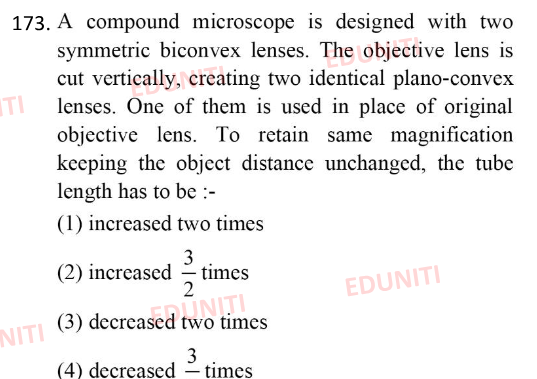 173. A compound microscope is designed with two
symmetric biconvex lenses. The objective lens is
cut vertically, creating two identical plano-convex
lenses. One of them is used in place of original
objective lens. To retain same magnification
keeping the object distance unchanged, the tube
length has to be :-
(1) increased two times
(2) increased 3/2 times
(3) decreased two times
(4) decreased 3 times
EDUNITI
EDUNITI
ITI
EDUNITI
EDUNITI
NITI